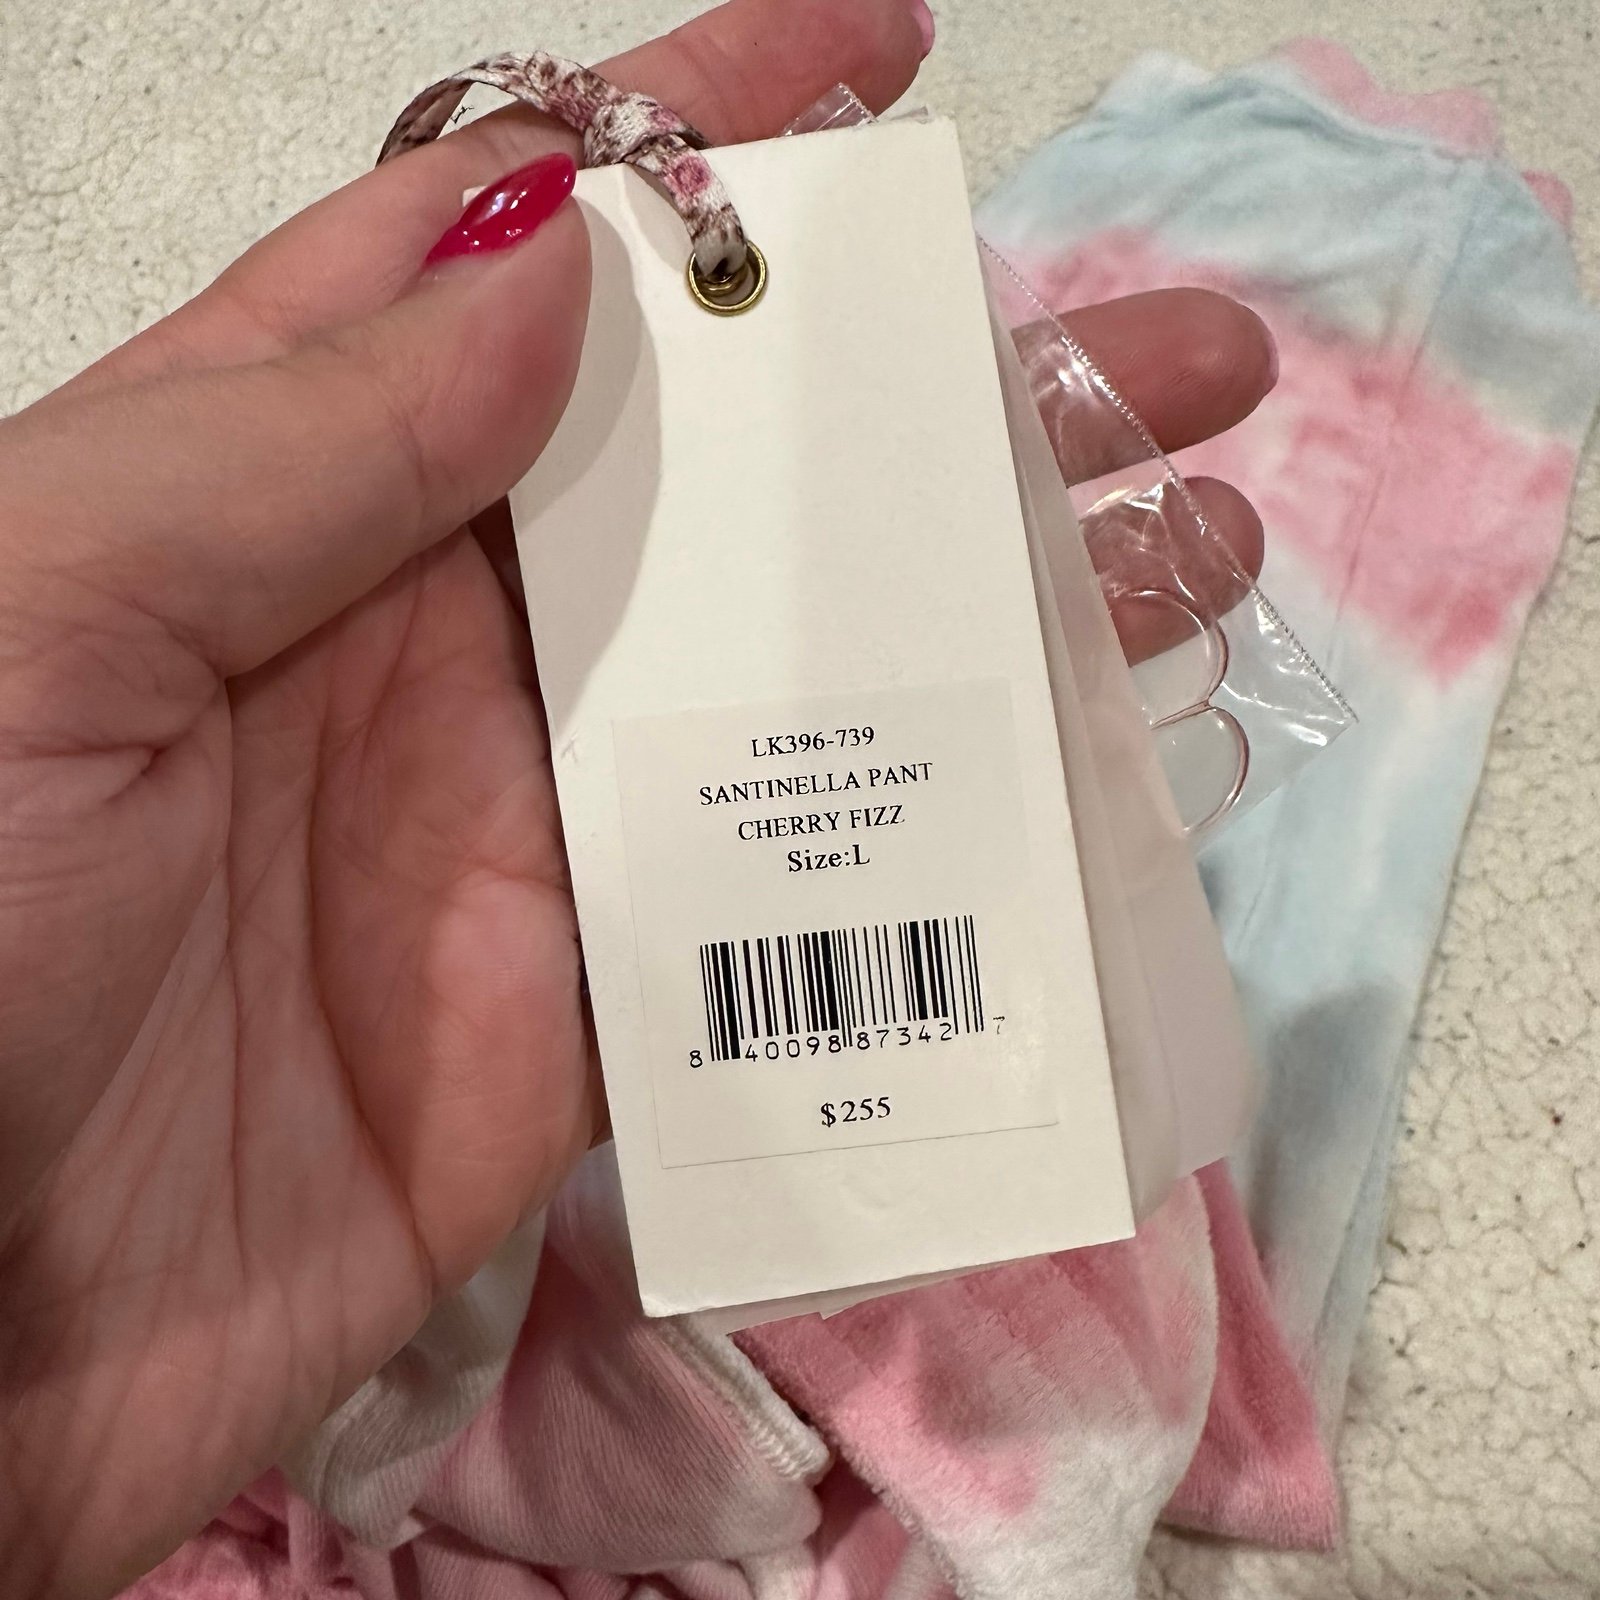 LK396-739
SANTINELLA PANT
CHERRY FIZZ
Size:L
8 40098 87342 7
$255